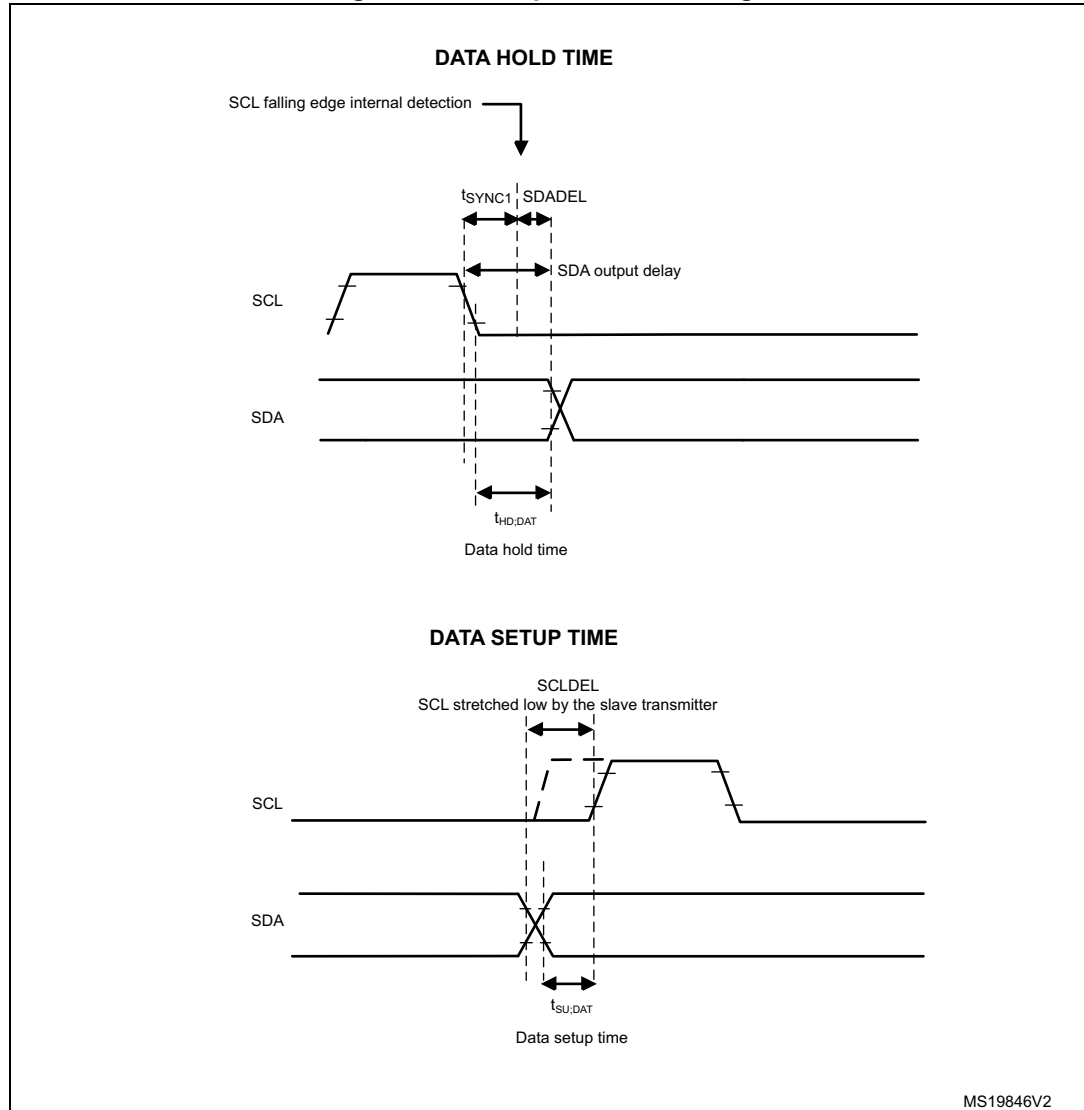 DATA HOLD TIME
SCL falling edge internal detection
tSYNC1 SDADEL
SDA output delay
SCL
SDA
tHD;DAT
Data hold time
DATA SETUP TIME
SCLDEL
SCL stretched low by the slave transmitter
SCL
SDA
tSU;DAT
Data setup time
MS19846V2